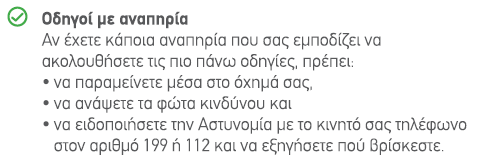 Οδηγοί με αναπηρία
Αν έχετε κάποια αναπηρία που σας εμποδίζει να
ακολουθήσετε τις πιο πάνω οδηγίες, πρέπει:
• να παραμείνετε μέσα στο όχημά σας,
• να ανάψετε τα φώτα κινδύνου και
• να ειδοποιήσετε την Αστυνομία με το κινητό σας τηλέφωνο
στον αριθμό 199 ή 112 και να εξηγήσετε πού βρίσκεστε.